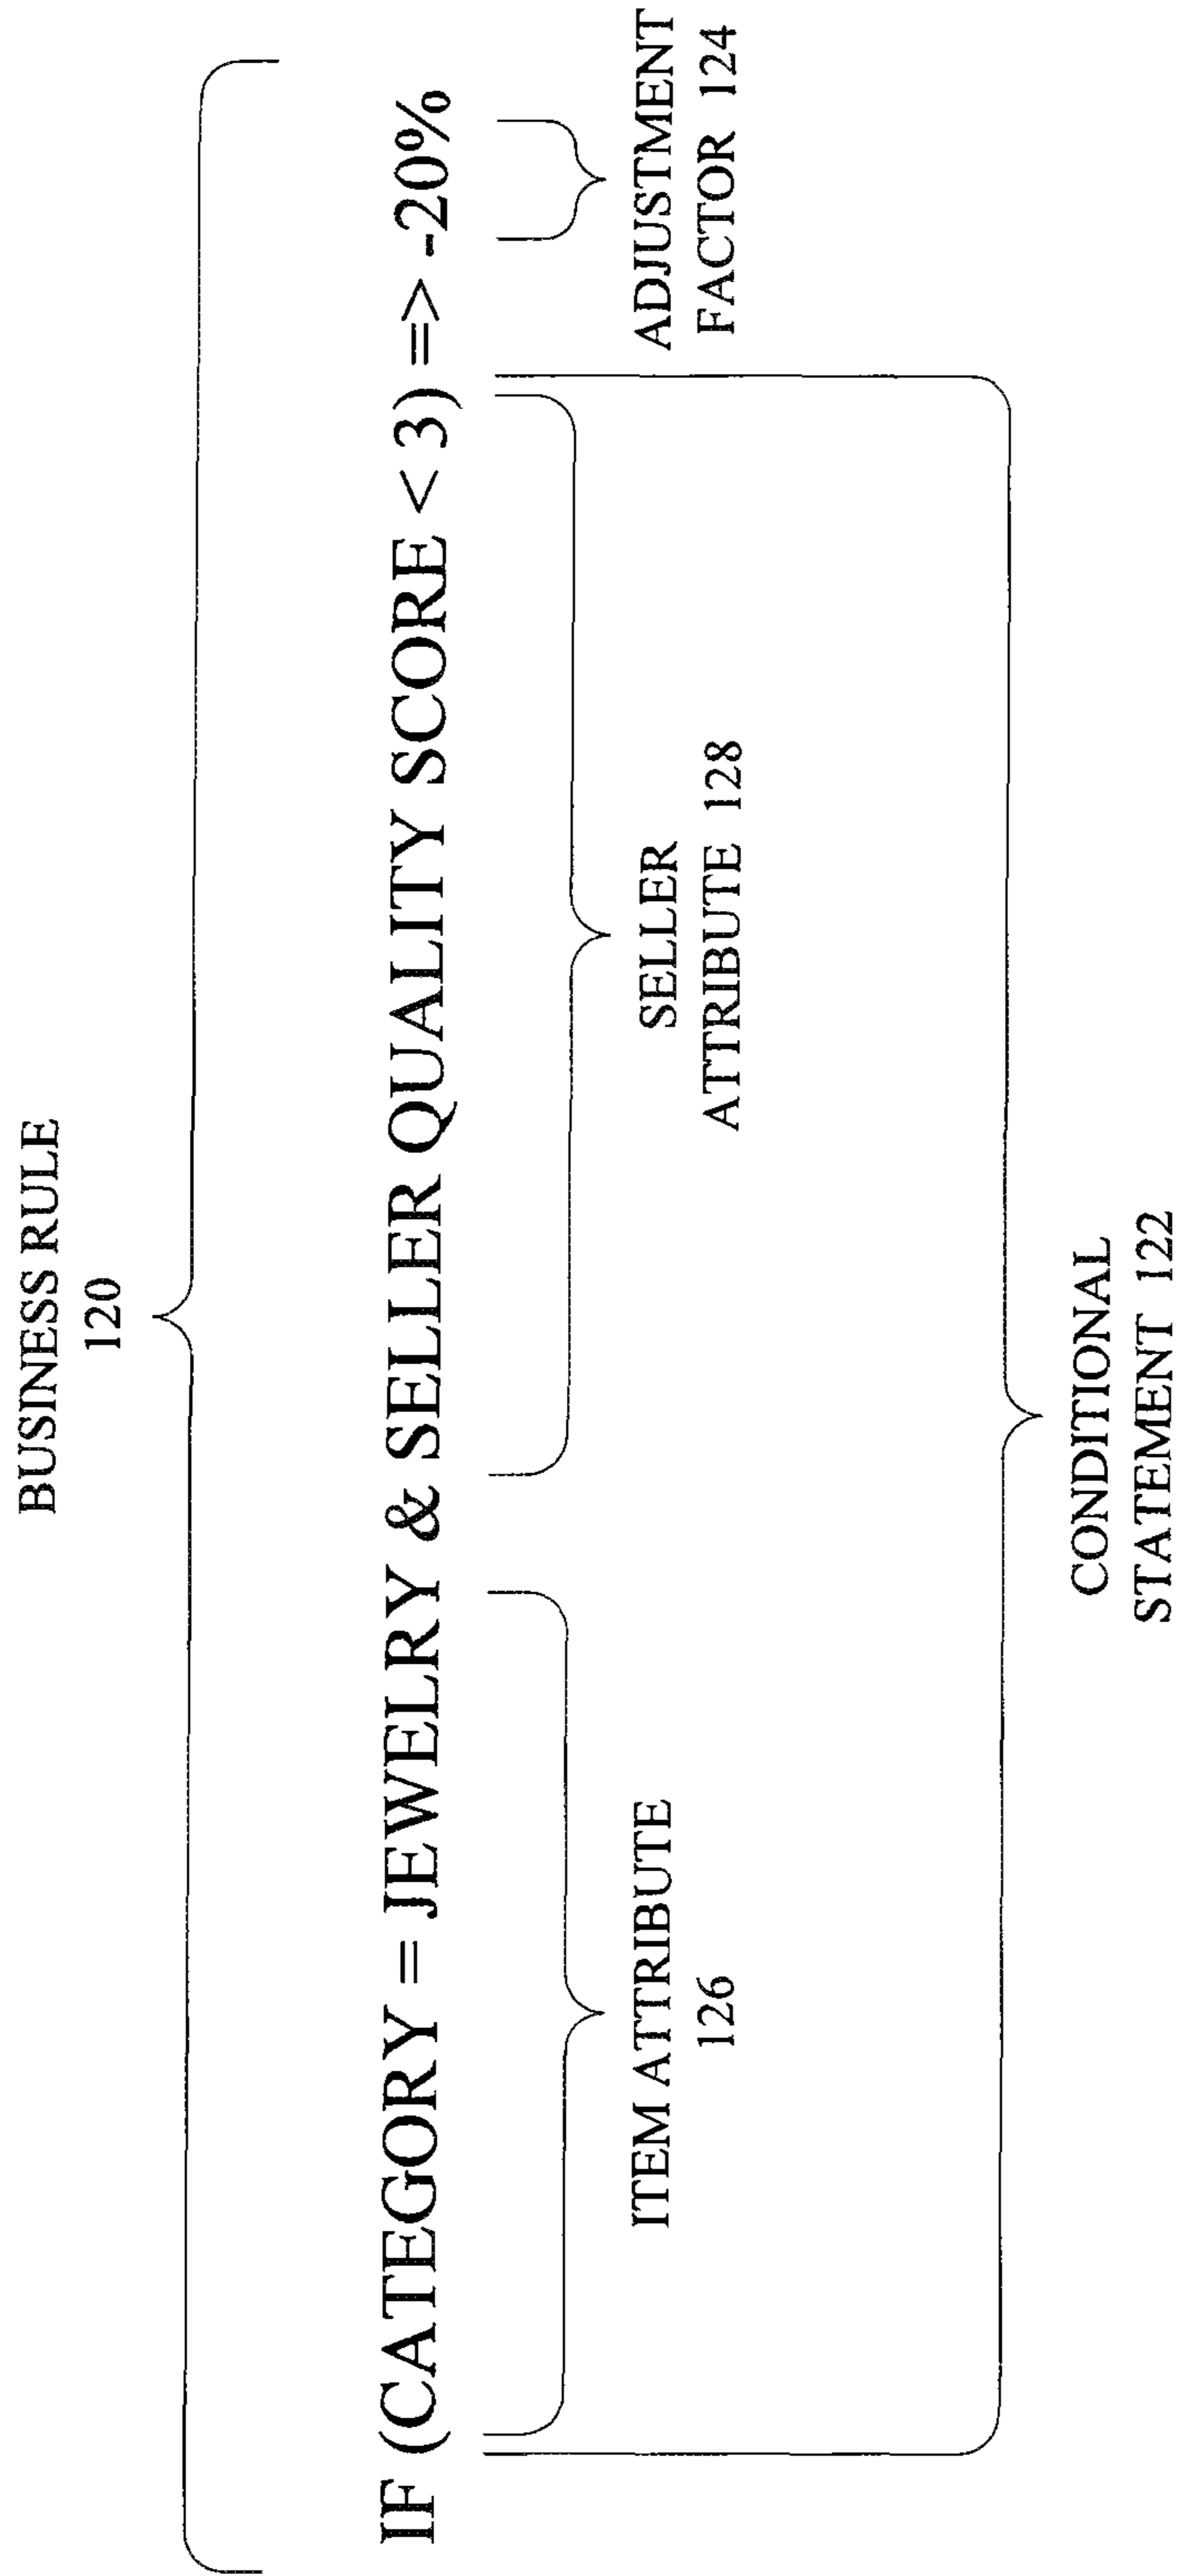 BUSINESS RULE
120
IF (CATEGORY = JEWELRY & SELLER QUALITY SCORE < 3) => -20%
ITEM ATTRIBUTE
126
SELLER
ATTRIBUTE 128
ADJUSTMENT
FACTOR 124
CONDITIONAL
STATEMENT 122